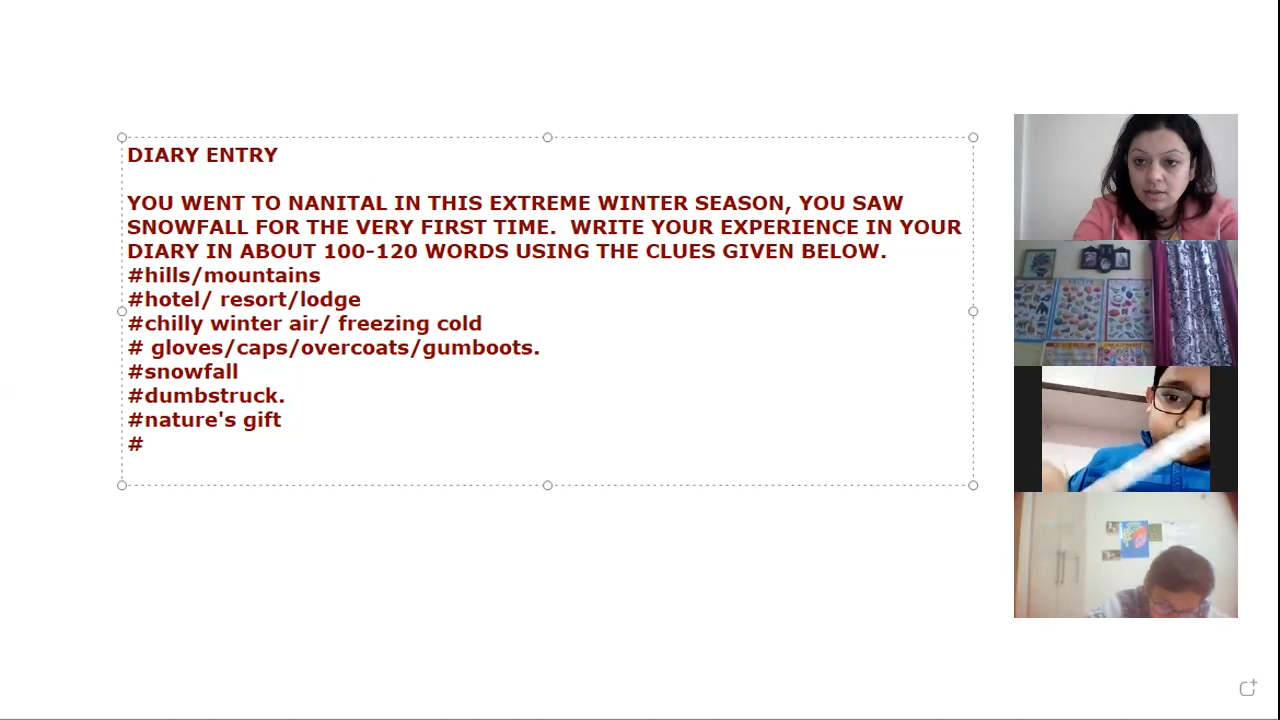 DIARY ENTRY
YOU WENT TO NANITAL IN THIS EXTREME WINTER SEASON, YOU SAW
SNOWFALL FOR THE VERY FIRST TIME.  WRITE YOUR EXPERIENCE IN YOUR
DIARY IN ABOUT 100-120 WORDS USING THE CLUES GIVEN BELOW.
#hills/mountains
#hotel/ resort/lodge
#chilly winter air/ freezing cold
# gloves/caps/overcoats/gumboots.
#snowfall
#dumbstruck.
#nature's gift
#